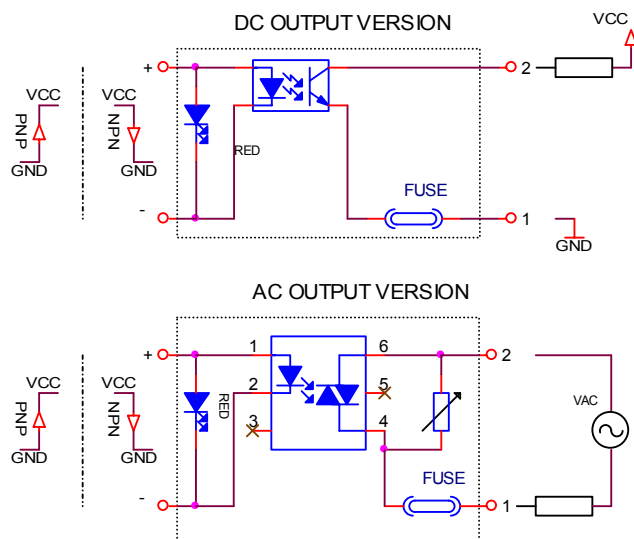 DC OUTPUT VERSION
VCC
+
2
VCC
VCC
PNP
NPN
RED
GND
GND
FUSE
-
1
GND
AC OUTPUT VERSION
+
1
6
2
VCC
VCC
PNP
NPN
RED
2
5
VAC
3
4
GND
GND
FUSE
-
1